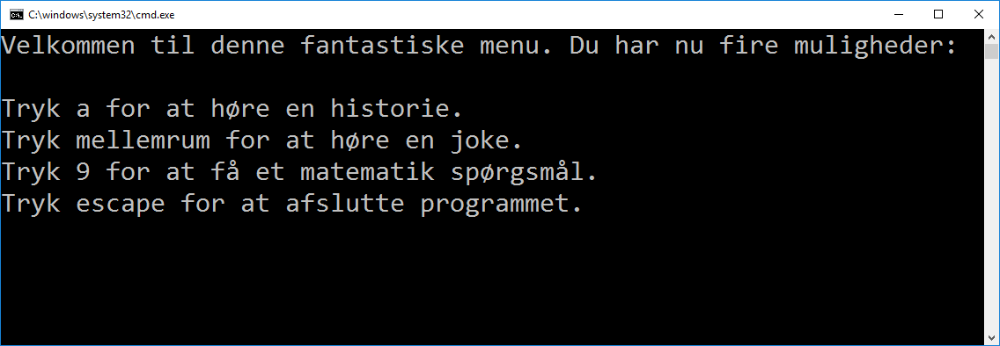 C:\windows\system32\cmd.exe
Velkommen til denne fantastiske menu. Du har nu fire muligheder:
Tryk a for at høre en historie.
Tryk mellemrum for at høre en joke.
Tryk 9 for at få et matematik spørgsmål.
Tryk escape for at afslutte programmet.